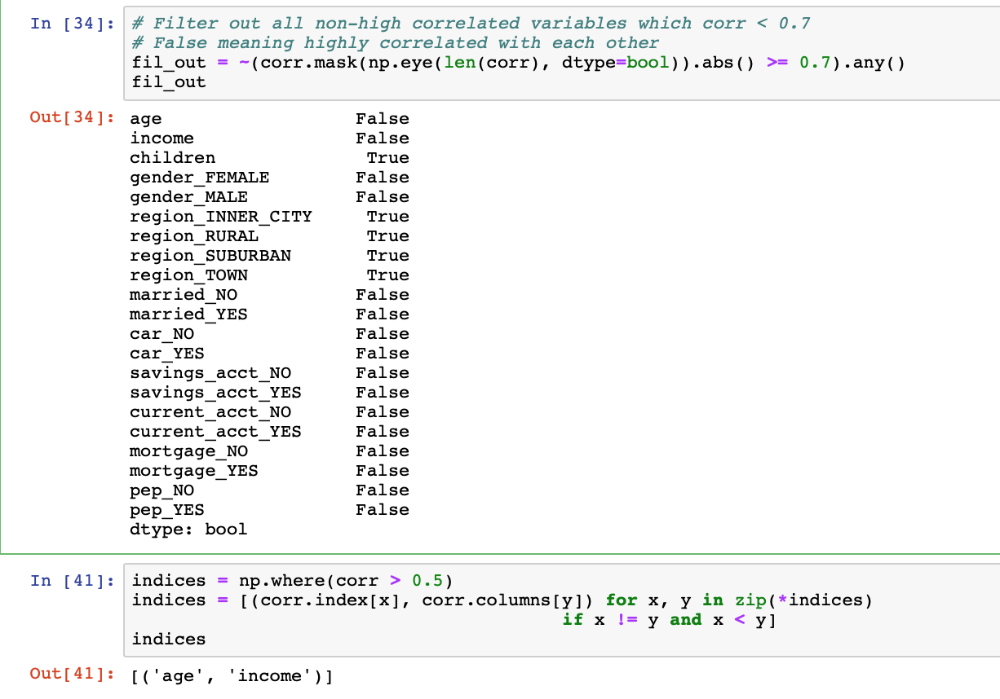 In [34]: # Filter out all non-high correlated variables which corr < 0.7
# False meaning highly correlated with each other
fil_out = ~(corr.mask(np.eye(len(corr), dtype=bool)).abs() >= 0.7).any()
fil_out
Out[34]: age False
income False
children True
gender_FEMALE False
gender_MALE False
region_INNER_CITY True
region_RURAL True
region_SUBURBAN True
region_TOWN True
married_NO False
married_YES False
car_NO False
car_YES False
savings_acct_NO False
savings_acct_YES False
current_acct_NO False
current_acct_YES False
mortgage_NO False
mortgage_YES False
pep_NO False
pep_YES False
dtype: bool
In [41]: indices = np.where(corr > 0.5)
indices = [(corr.index[x], corr.columns[y]) for x, y in zip(*indices)
if x != y and x < y]
indices
Out[41]: [('age', 'income')]